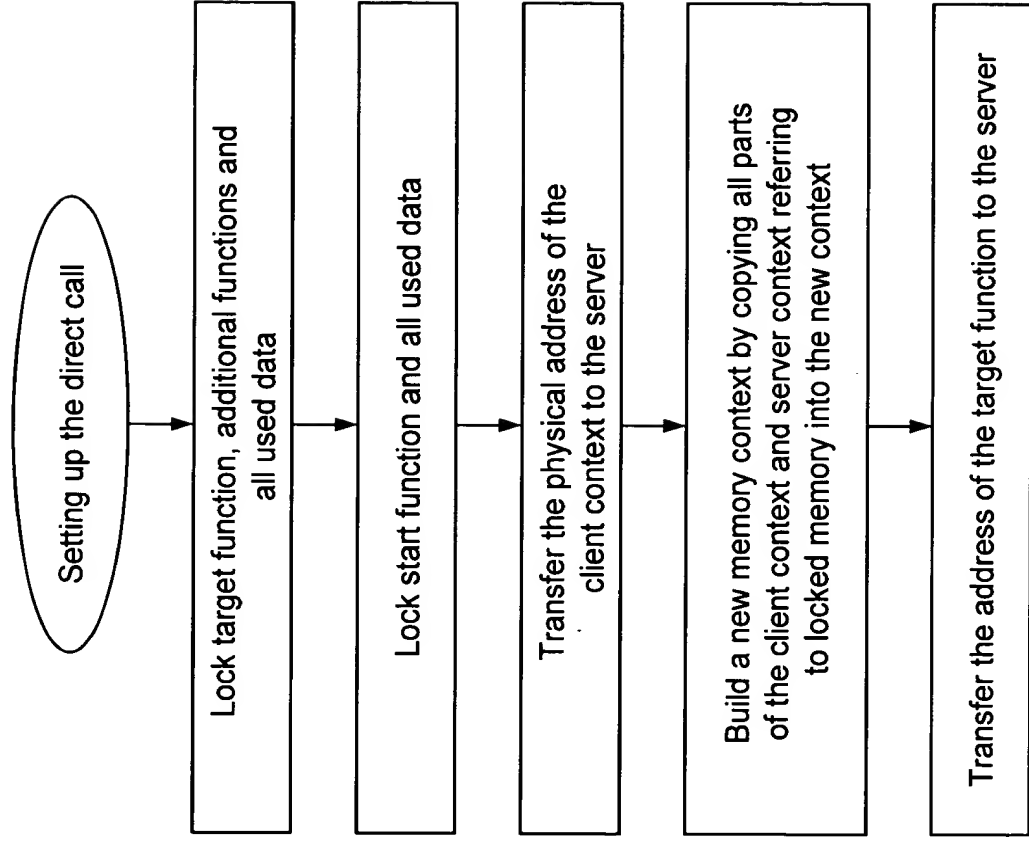 Setting up the direct call
Lock target function, additional functions and
all used data
Lock start function and all used data
Transfer the physical address of the
client context to the server
Build a new memory context by copying all parts
of the client context and server context referring
to locked memory into the new context
Transfer the address of the target function to the server